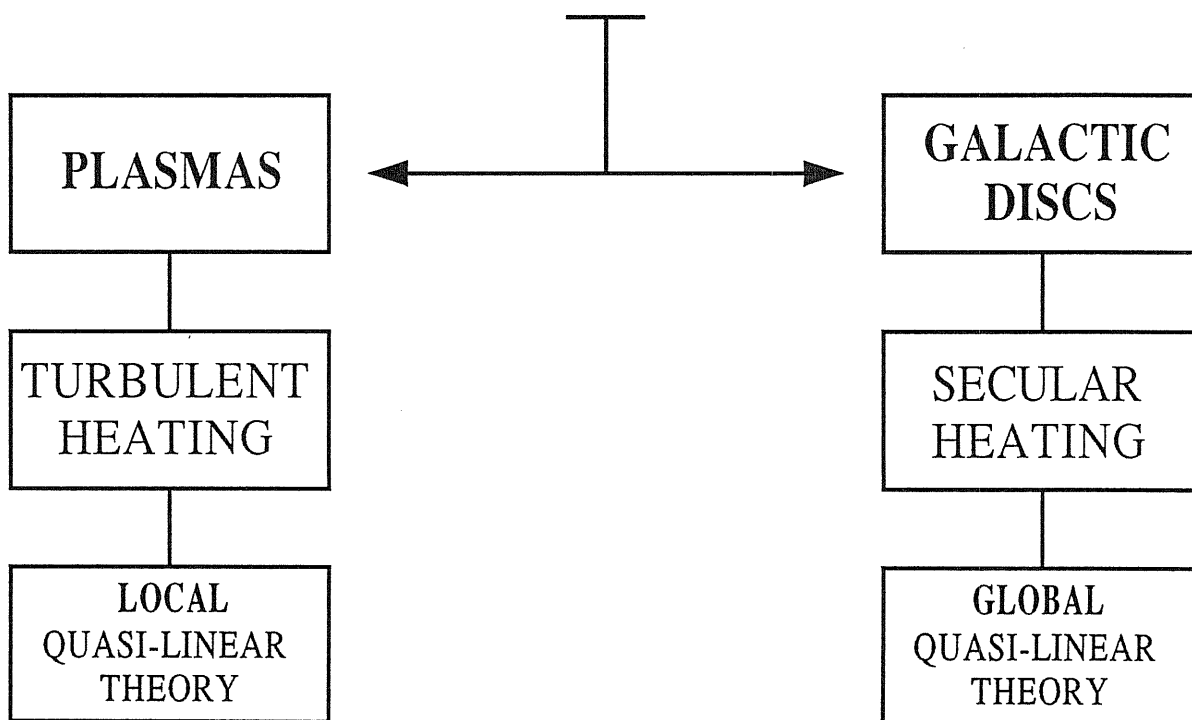 PLASMAS
TURBULENT
HEATING
LOCAL
QUASI-LINEAR
THEORY
GALACTIC
DISCS
SECULAR
HEATING
GLOBAL
QUASI-LINEAR
THEORY